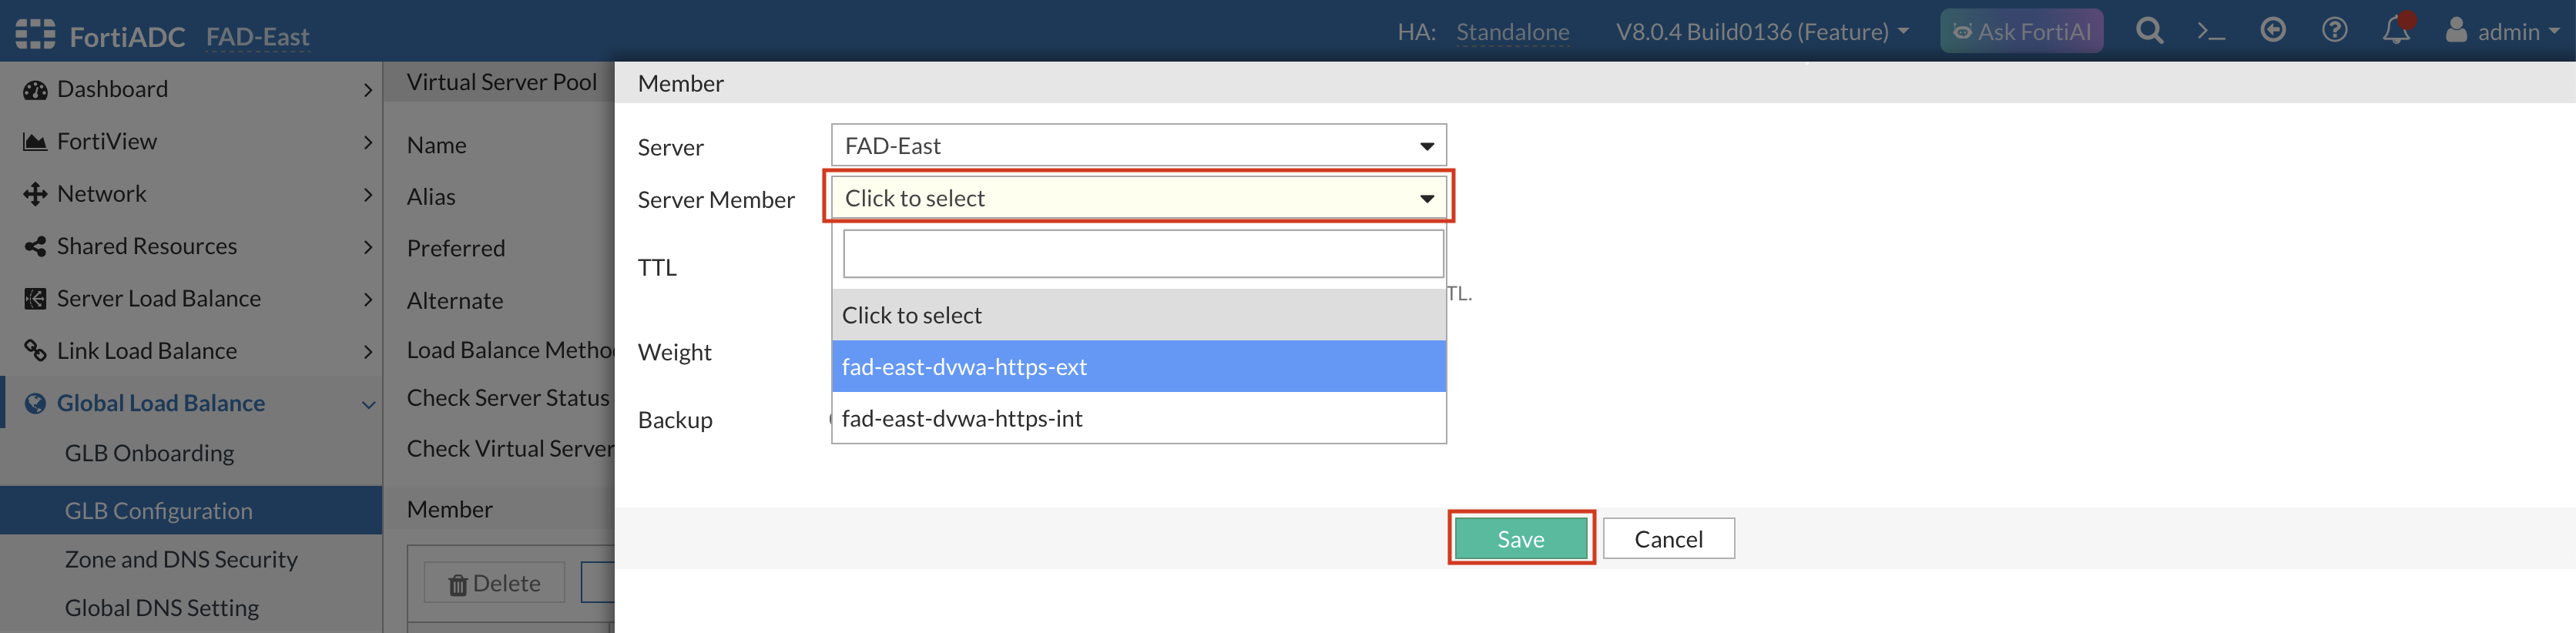 FortiADC FAD-East HA: Standalone V8.0.4 Build0136 (Feature) Ask FortiAI admin
Dashboard
FortiView
Network
Shared Resources
Server Load Balance
Link Load Balance
Global Load Balance
GLB Onboarding
GLB Configuration
Zone and DNS Security
Global DNS Setting
Virtual Server Pool
Name
Alias
Preferred
Alternate
Load Balance Metho
Check Server Status
Check Virtual Server
Member
Delete
Member
Server FAD-East
Server Member Click to select
TTL
TL.
Click to select
Weight
fad-east-dvwa-https-ext
Backup
fad-east-dvwa-https-int
Save Cancel